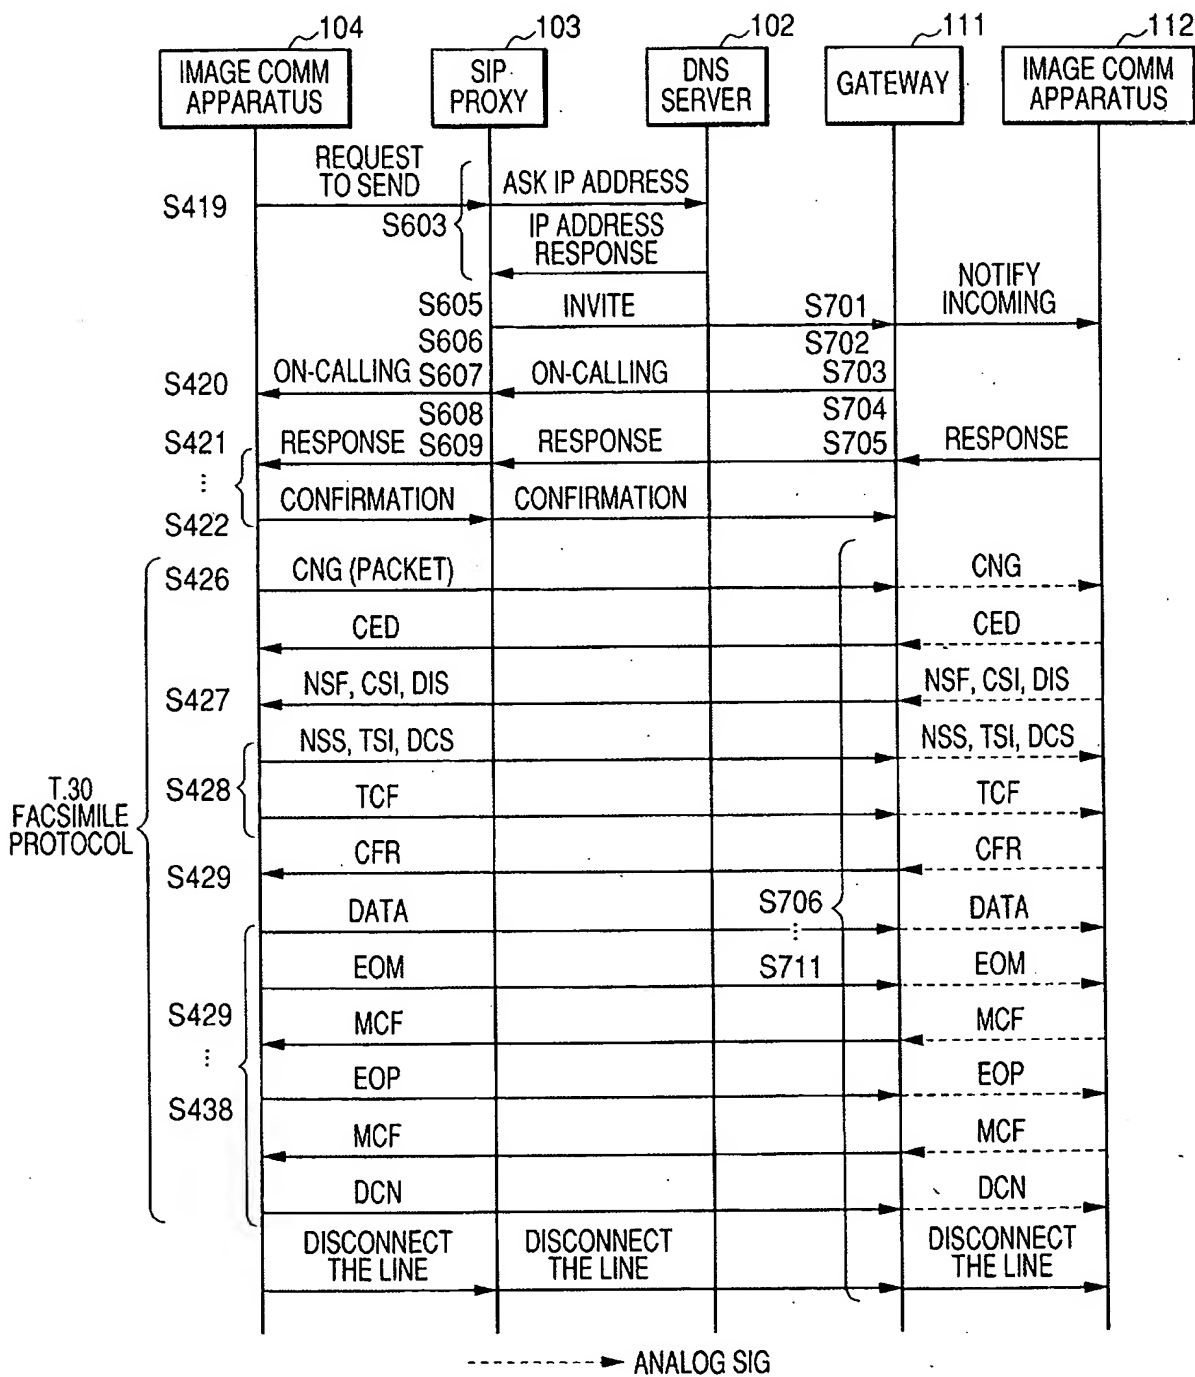 104
103
102
111
112
IMAGE COMM
APPARATUS
SIP
PROXY
DNS
SERVER
GATEWAY
IMAGE COMM
APPARATUS
REQUEST
TO SEND
S419
S603
ASK IP ADDRESS
IP ADDRESS
RESPONSE
NOTIFY
INCOMING
S605
INVITE
S701
S606
S702
S420
ON-CALLING
S607
ON-CALLING
S703
S608
S704
S421
RESPONSE
S609
RESPONSE
S705
RESPONSE
⋮
CONFIRMATION
CONFIRMATION
S422
S426
CNG (PACKET)
CNG
CED
CED
S427
NSF, CSI, DIS
NSF, CSI, DIS
NSS, TSI, DCS
NSS, TSI, DCS
T.30
FACSIMILE
PROTOCOL
S428
TCF
TCF
S429
CFR
CFR
DATA
S706
DATA
⋮
EOM
S711
EOM
S429
MCF
MCF
⋮
EOP
EOP
S438
MCF
MCF
DCN
DCN
DISCONNECT
THE LINE
DISCONNECT
THE LINE
DISCONNECT
THE LINE
ANALOG SIG